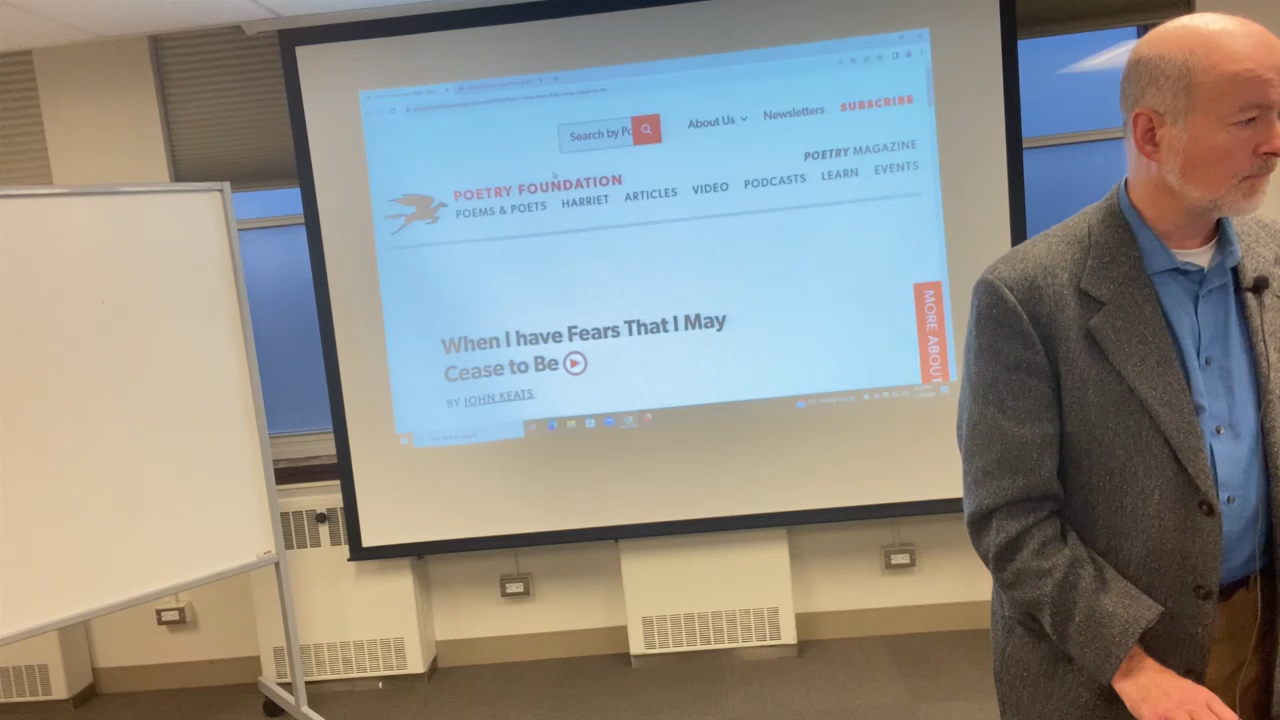 Search by Po
About Us
Newsletters
SUBSCRIBE
POETRY MAGAZINE
POETRY FOUNDATION
POEMS & POETS
HARRIET
ARTICLES
VIDEO
PODCASTS
LEARN
EVENTS
When I have Fears That I May
Cease to Be
BY JOHN KEATS
MORE ABOUT